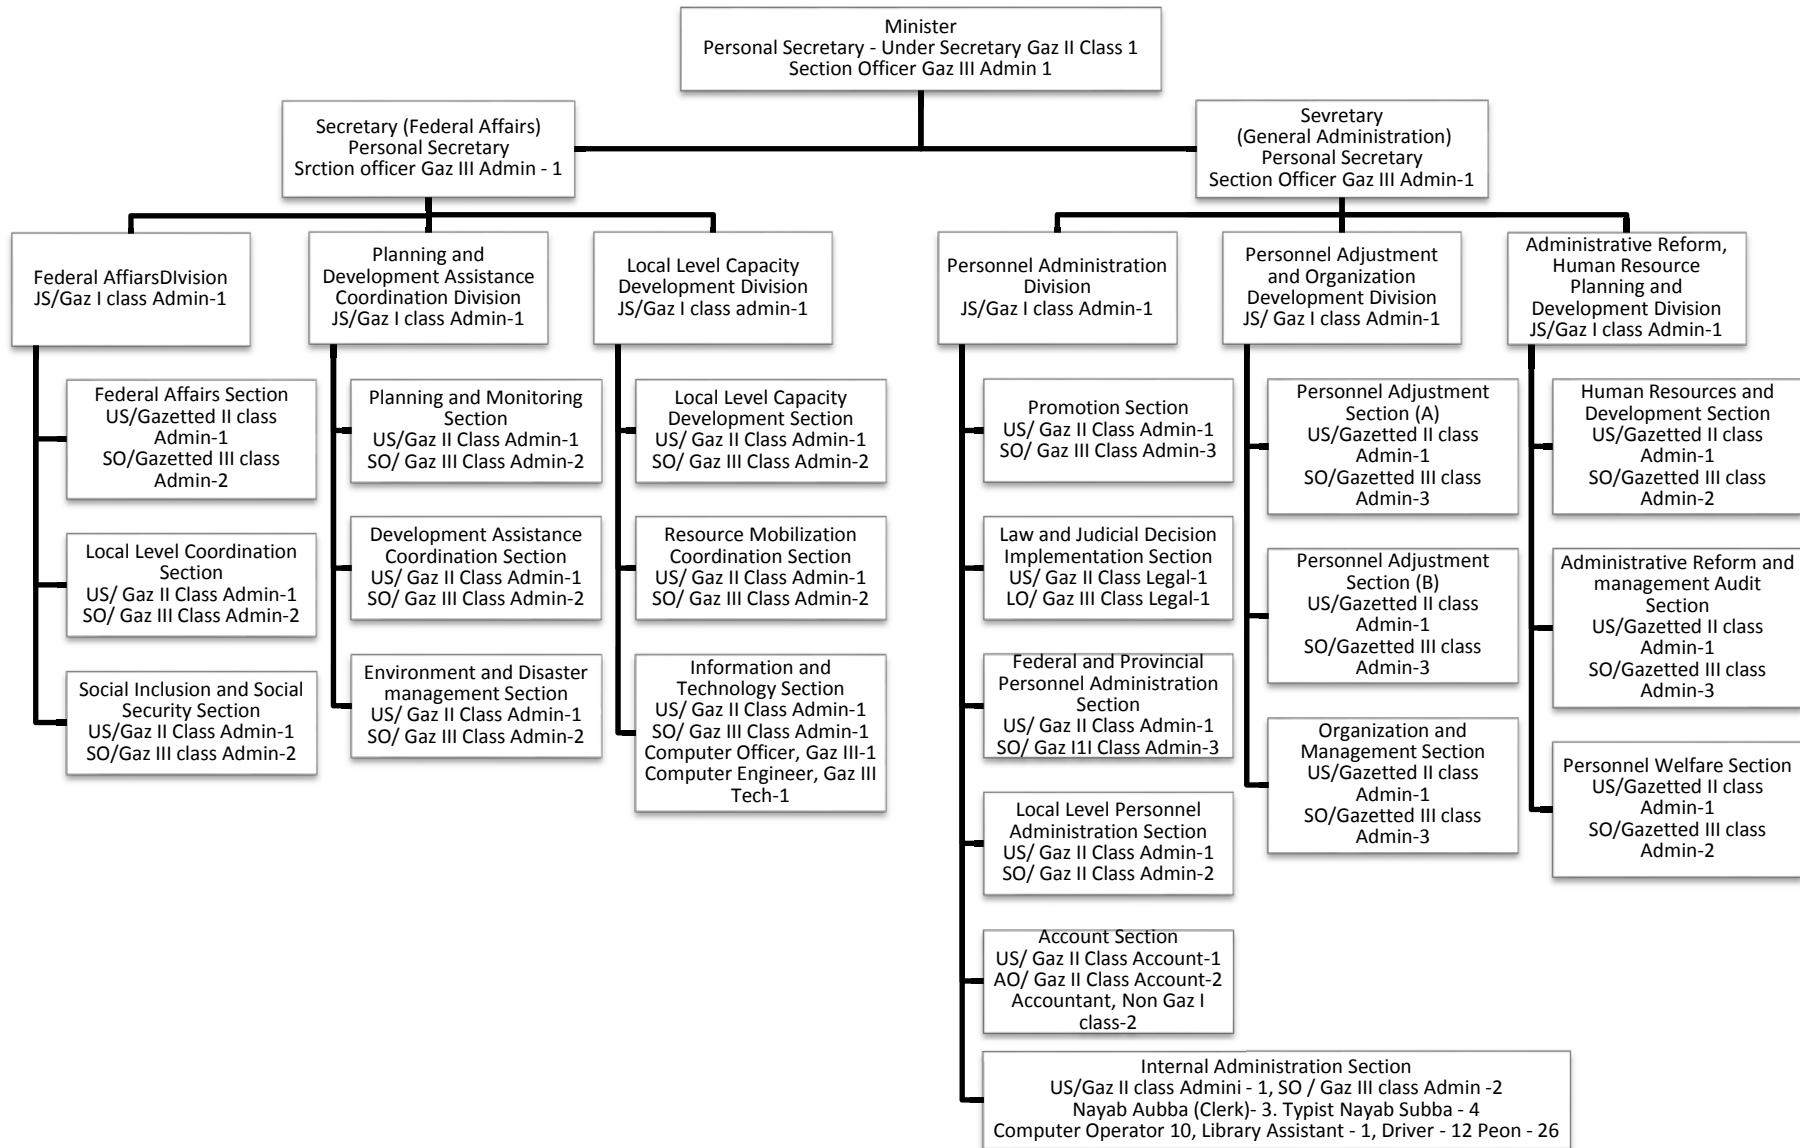 Minister
Personal Secretary - Under Secretary Gaz II Class 1
Section Officer Gaz III Admin 1
Secretary (Federal Affairs)
Personal Secretary
Srction officer Gaz III Admin - 1
Sevretary
(General Administration)
Personal Secretary
Section Officer Gaz III Admin-1
Federal AffiarsDIvision
JS/Gaz I class Admin-1
Planning and
Development Assistance
Coordination Division
JS/Gaz I class Admin-1
Local Level Capacity
Development Division
JS/Gaz I class admin-1
Personnel Administration
Division
JS/Gaz I class Admin-1
Personnel Adjustment
and Organization
Development Division
JS/ Gaz I class Admin-1
Administrative Reform,
Human Resource
Planning and
Development Division
JS/Gaz I class Admin-1
Federal Affairs Section
US/Gazetted II class
Admin-1
SO/Gazetted III class
Admin-2
Local Level Coordination
Section
US/ Gaz II Class Admin-1
SO/ Gaz III Class Admin-2
Social Inclusion and Social
Security Section
US/Gaz II Class Admin-1
SO/Gaz III class Admin-2
Planning and Monitoring
Section
US/Gaz II Class Admin-1
SO/ Gaz III Class Admin-2
Development Assistance
Coordination Section
US/ Gaz II Class Admin-1
SO/ Gaz III Class Admin-2
Environment and Disaster
management Section
US/ Gaz II Class Admin-1
SO/ Gaz III Class Admin-2
Local Level Capacity
Development Section
US/ Gaz II Class Admin-1
SO/ Gaz III Class Admin-2
Resource Mobilization
Coordination Section
US/ Gaz II Class Admin-1
SO/ Gaz III Class Admin-2
Information and
Technology Section
US/ Gaz II Class Admin-1
SO/ Gaz III Class Admin-1
Computer Officer, Gaz III-1
Computer Engineer, Gaz III
Tech-1
Promotion Section
US/ Gaz II Class Admin-1
SO/ Gaz III Class Admin-3
Law and Judicial Decision
Implementation Section
US/ Gaz II Class Legal-1
LO/ Gaz III Class Legal-1
Federal and Provincial
Personnel Administration
Section
US/ Gaz II Class Admin-1
SO/ Gaz I1I Class Admin-3
Local Level Personnel
Administration Section
US/ Gaz II Class Admin-1
SO/ Gaz II Class Admin-2
Account Section
US/ Gaz II Class Account-1
AO/ Gaz II Class Account-2
Accountant, Non Gaz I
class-2
Internal Administration Section
US/Gaz II class Admini - 1, SO / Gaz III class Admin -2
Nayab Aubba (Clerk)- 3. Typist Nayab Subba - 4
Computer Operator 10, Library Assistant - 1, Driver - 12 Peon - 26
Personnel Adjustment
Section (A)
US/Gazetted II class
Admin-1
SO/Gazetted III class
Admin-3
Personnel Adjustment
Section (B)
US/Gazetted II class
Admin-1
SO/Gazetted III class
Admin-3
Organization and
Management Section
US/Gazetted II class
Admin-1
SO/Gazetted III class
Admin-3
Human Resources and
Development Section
US/Gazetted II class
Admin-1
SO/Gazetted III class
Admin-2
Administrative Reform and
management Audit
Section
US/Gazetted II class
Admin-1
SO/Gazetted III class
Admin-3
Personnel Welfare Section
US/Gazetted II class
Admin-1
SO/Gazetted III class
Admin-2